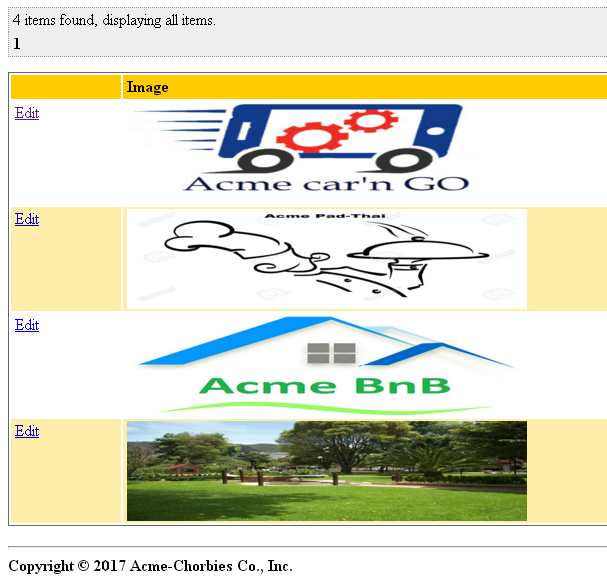 4 items found, displaying all items.
1
Image
Edit
Acme car'n GO
Edit
Acme Pad-Thai
Edit
Acme BnB
Edit
Copyright © 2017 Acme-Chorbies Co., Inc.